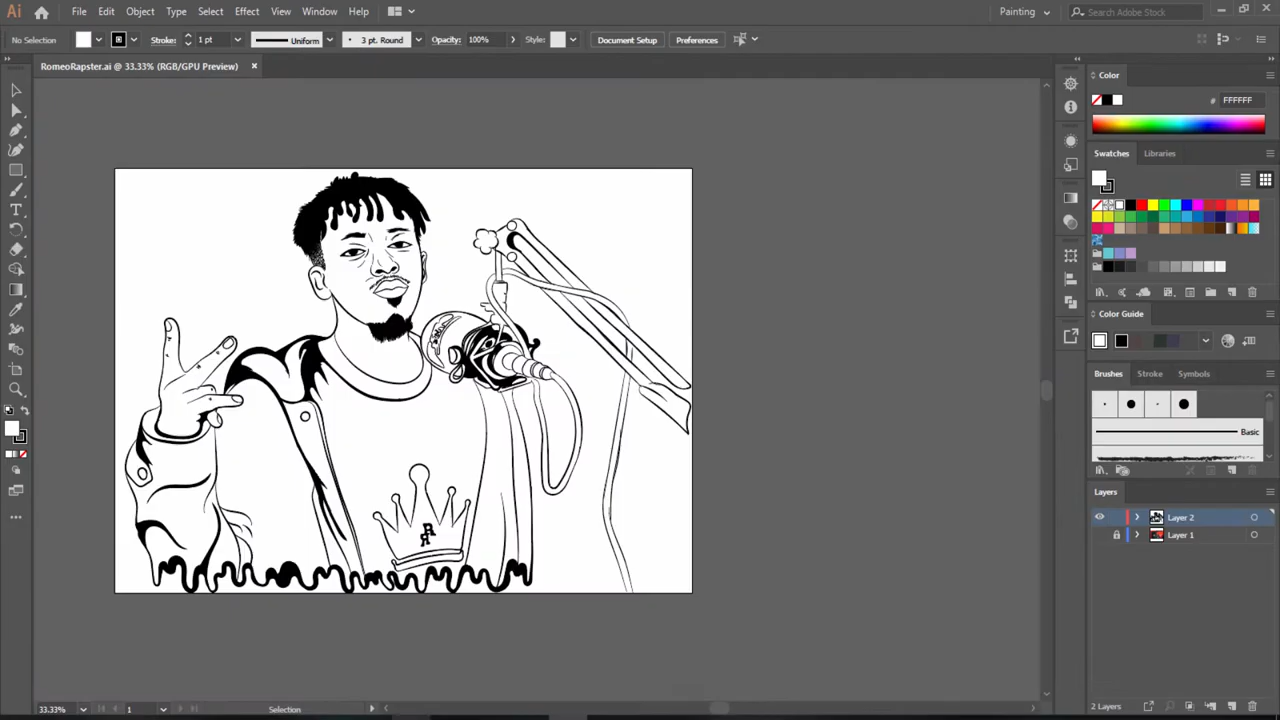 Ai File Edit Object Type Select Effect View Window Help Painting Search Adobe Stock
No Selection Stroke: 1 pt Uniform 3 pt. Round Opacity: 100% Style: Document Setup Preferences
RomeoRapster.ai @ 33.33% (RGB/GPU Preview)
Color
# FFFFFF
Swatches Libraries
Color Guide
Brushes Stroke Symbols
Basic
Layers
Layer 2
Layer 1
R
R
33.33% 1 Selection 2 Layers